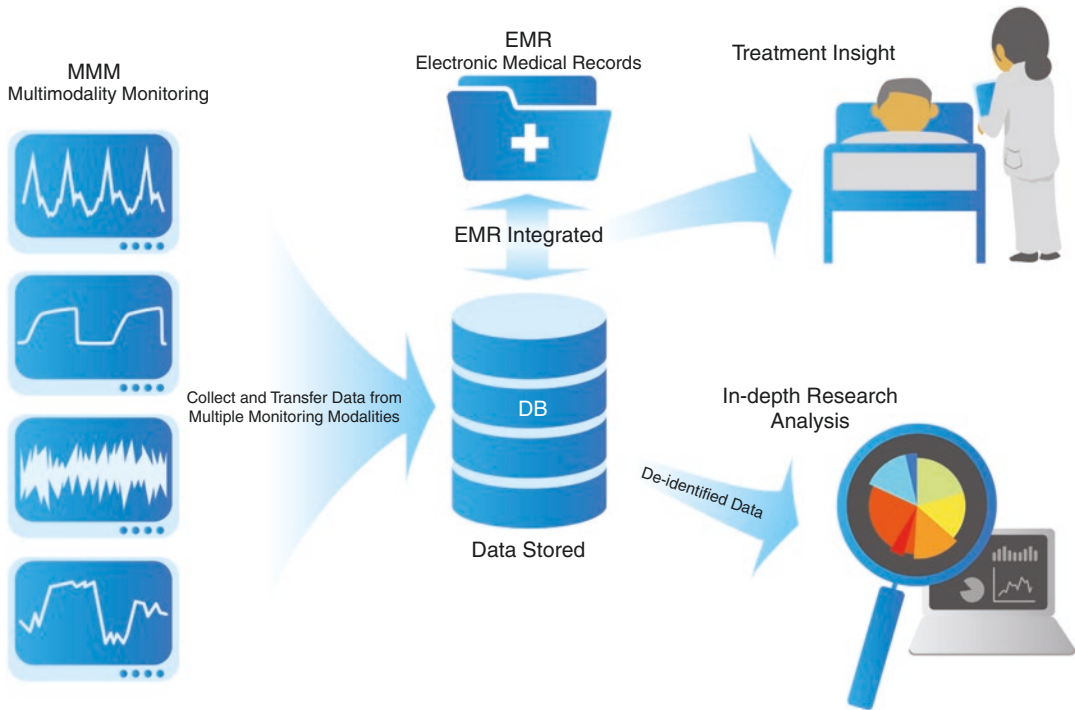 MMM
Multimodality Monitoring
EMR
Electronic Medical Records
Treatment Insight
EMR Integrated
Collect and Transfer Data from
Multiple Monitoring Modalities
DB
Data Stored
In-depth Research
Analysis
De-identified Data